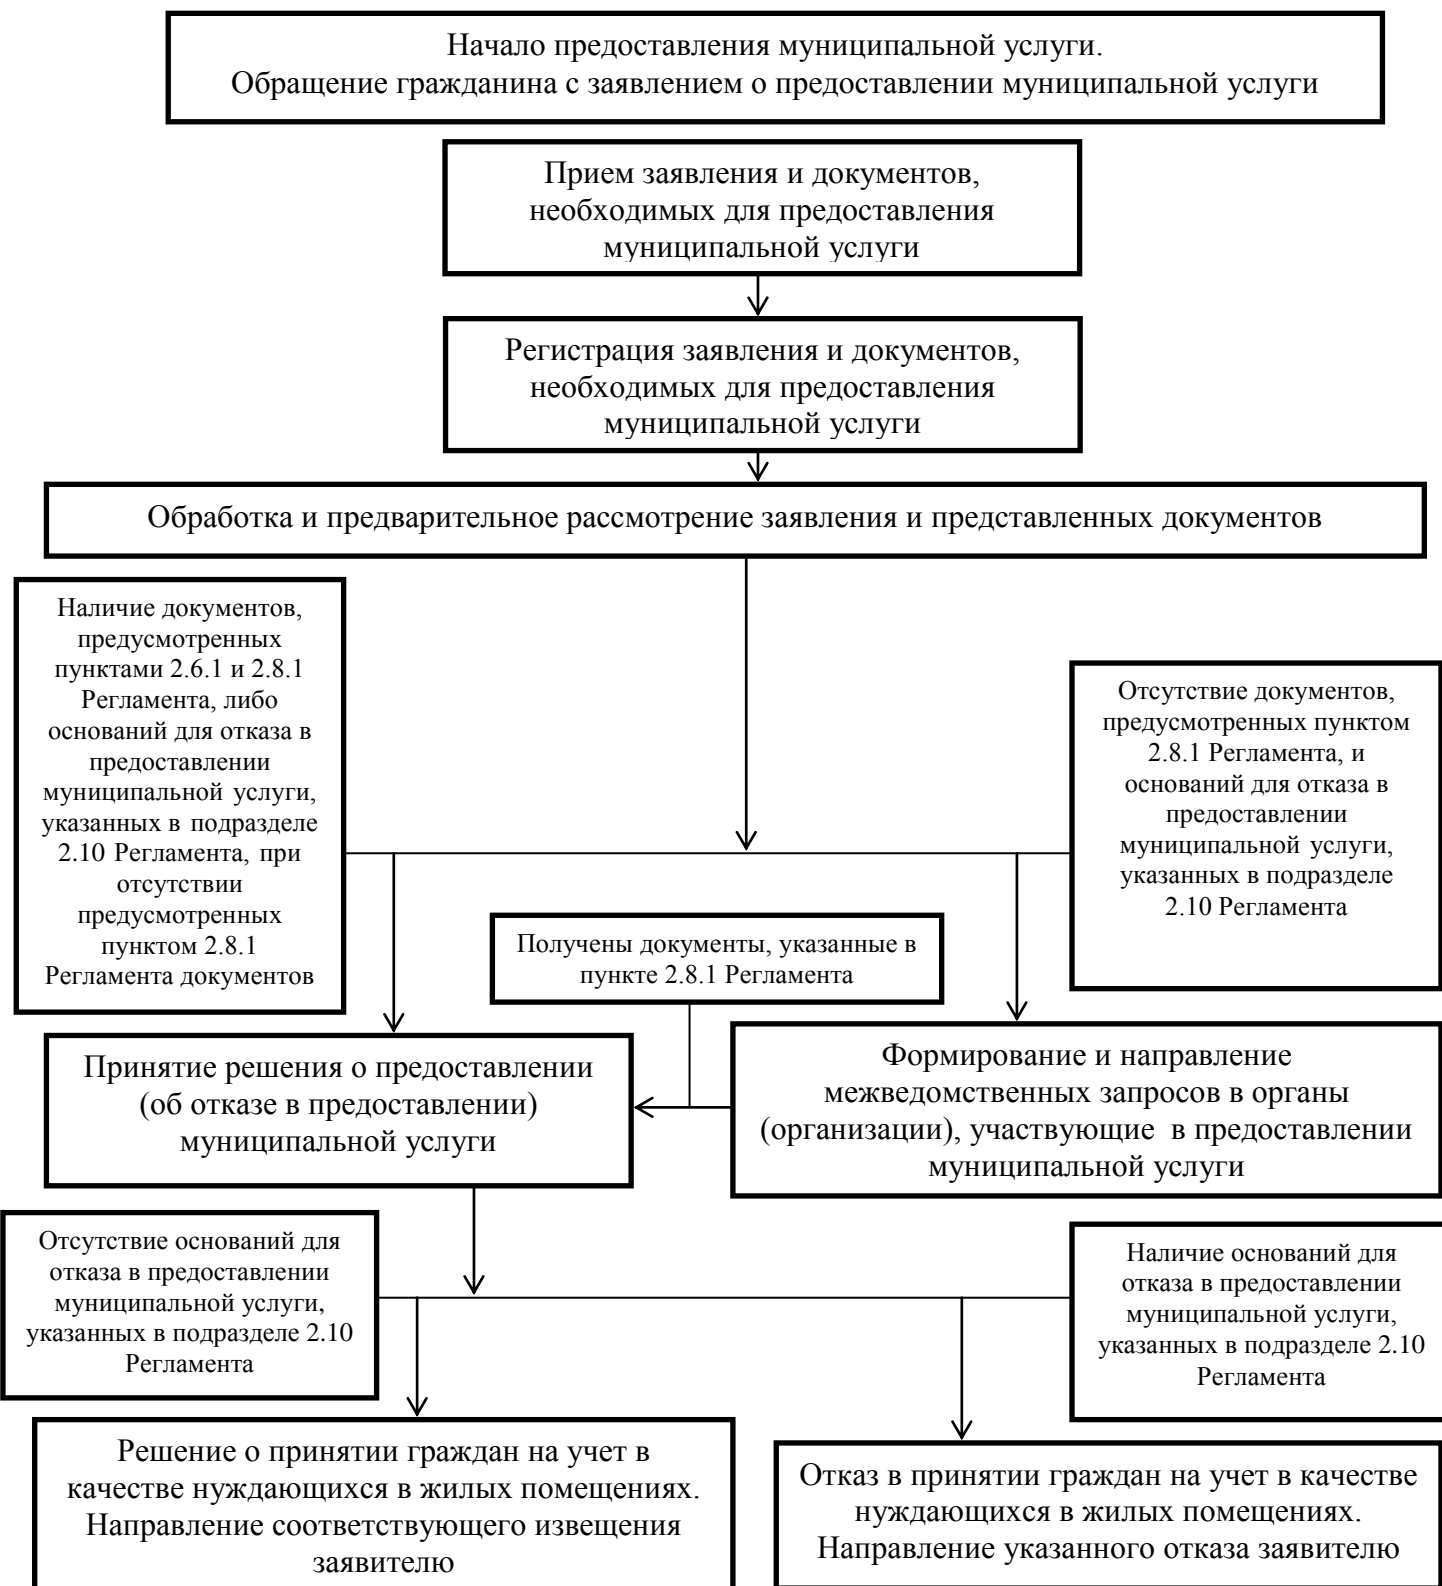 Начало предоставления муниципальной услуги.
Обращение гражданина с заявлением о предоставлении муниципальной услуги
Прием заявления и документов,
необходимых для предоставления
муниципальной услуги
Регистрация заявления и документов,
необходимых для предоставления
муниципальной услуги
Обработка и предварительное рассмотрение заявления и представленных документов
Наличие документов,
предусмотренных
пунктами 2.6.1 и 2.8.1
Регламента, либо
оснований для отказа в
предоставлении
муниципальной услуги,
указанных в подразделе
2.10 Регламента, при
отсутствии
предусмотренных
пунктом 2.8.1
Регламента документов
Отсутствие документов,
предусмотренных пунктом
2.8.1 Регламента, и
оснований для отказа в
предоставлении
муниципальной услуги,
указанных в подразделе
2.10 Регламента
Получены документы, указанные в
пункте 2.8.1 Регламента
Принятие решения о предоставлении
(об отказе в предоставлении)
муниципальной услуги
Формирование и направление
межведомственных запросов в органы
(организации), участвующие в предоставлении
муниципальной услуги
Отсутствие оснований для
отказа в предоставлении
муниципальной услуги,
указанных в подразделе 2.10
Регламента
Наличие оснований для
отказа в предоставлении
муниципальной услуги,
указанных в подразделе 2.10
Регламента
Решение о принятии граждан на учет в
качестве нуждающихся в жилых помещениях.
Направление соответствующего извещения
заявителю
Отказ в принятии граждан на учет в качестве
нуждающихся в жилых помещениях.
Направление указанного отказа заявителю